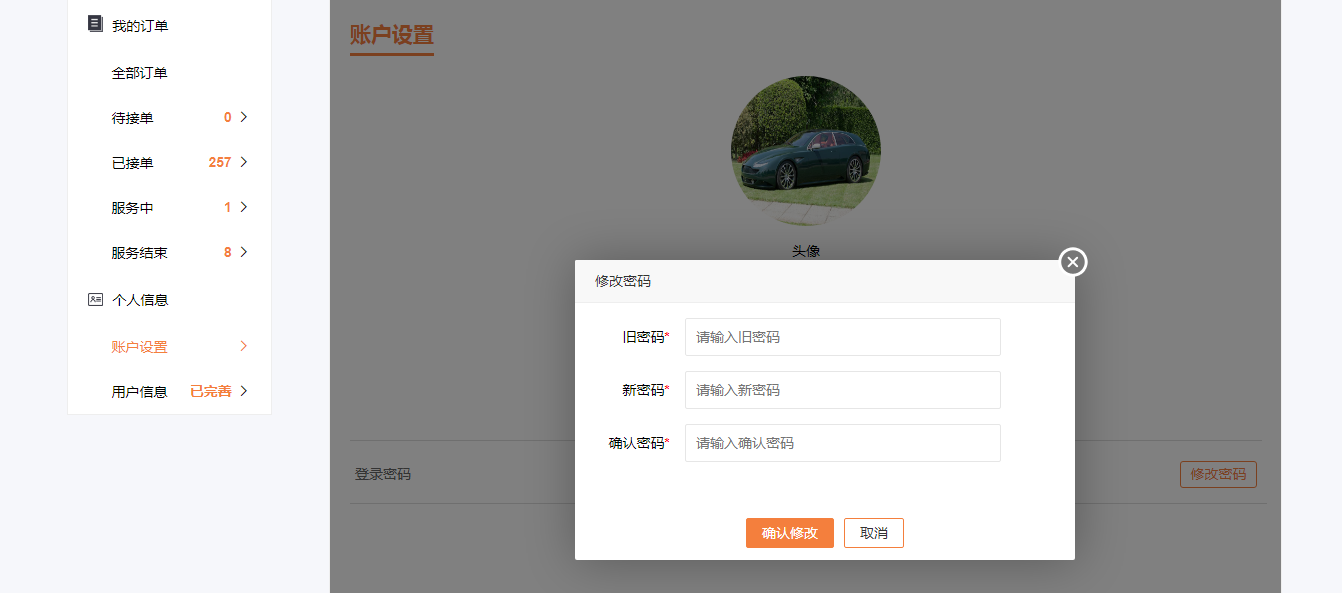 我的订单
全部订单
待接单 0
已接单 257
服务中 1
服务结束 8
个人信息
账户设置
用户信息 已完善
账户设置
头像
登录密码 修改密码
修改密码
旧密码* 请输入旧密码
新密码* 请输入新密码
确认密码* 请输入确认密码
确认修改 取消